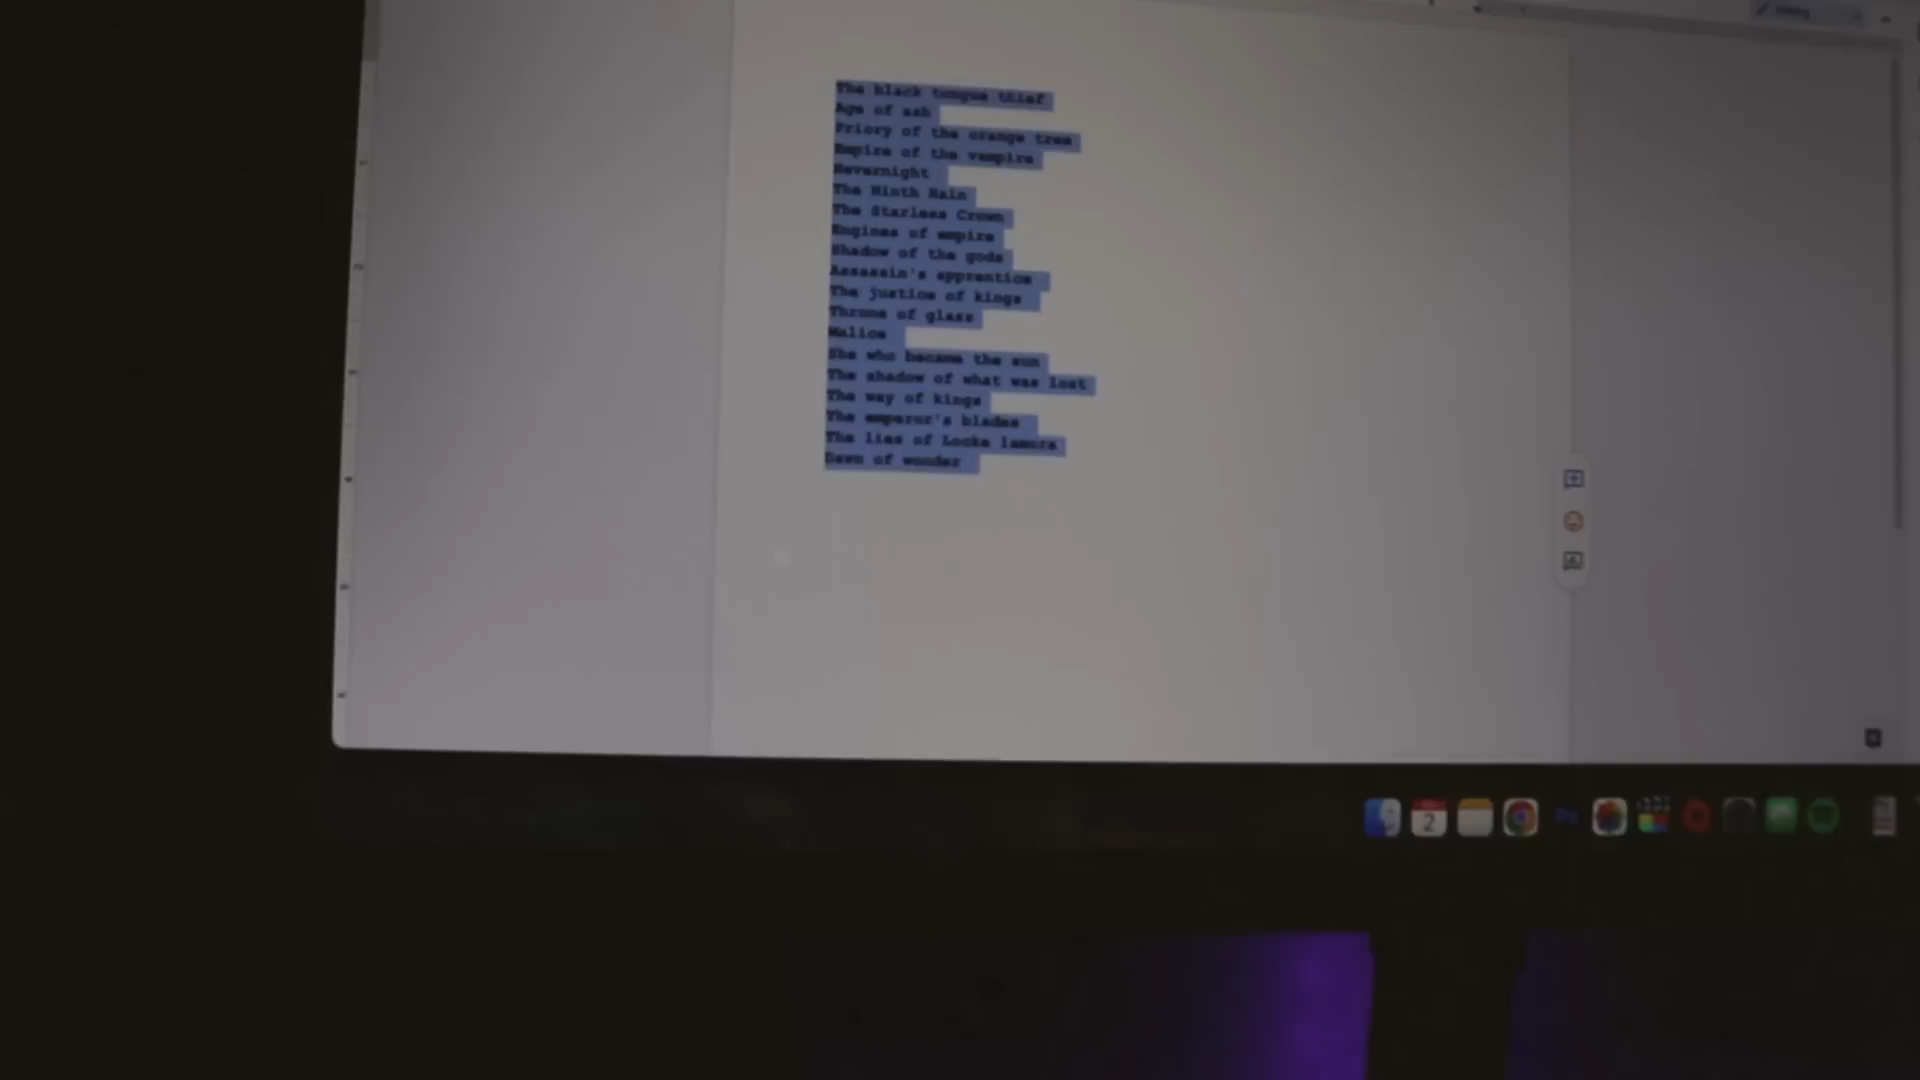 The black tongue thief
Age of ash
Priory of the orange tree
Empire of the vampire
Nevernight
The Ninth Rain
The Starless Crown
Engines of empire
Shadow of the gods
Assassin's apprentice
The justice of kings
Throne of glass
Malice
She who became the sun
The shadow of what was lost
The way of kings
The emperor's blades
The lies of Locke lamora
Dawn of wonder
2